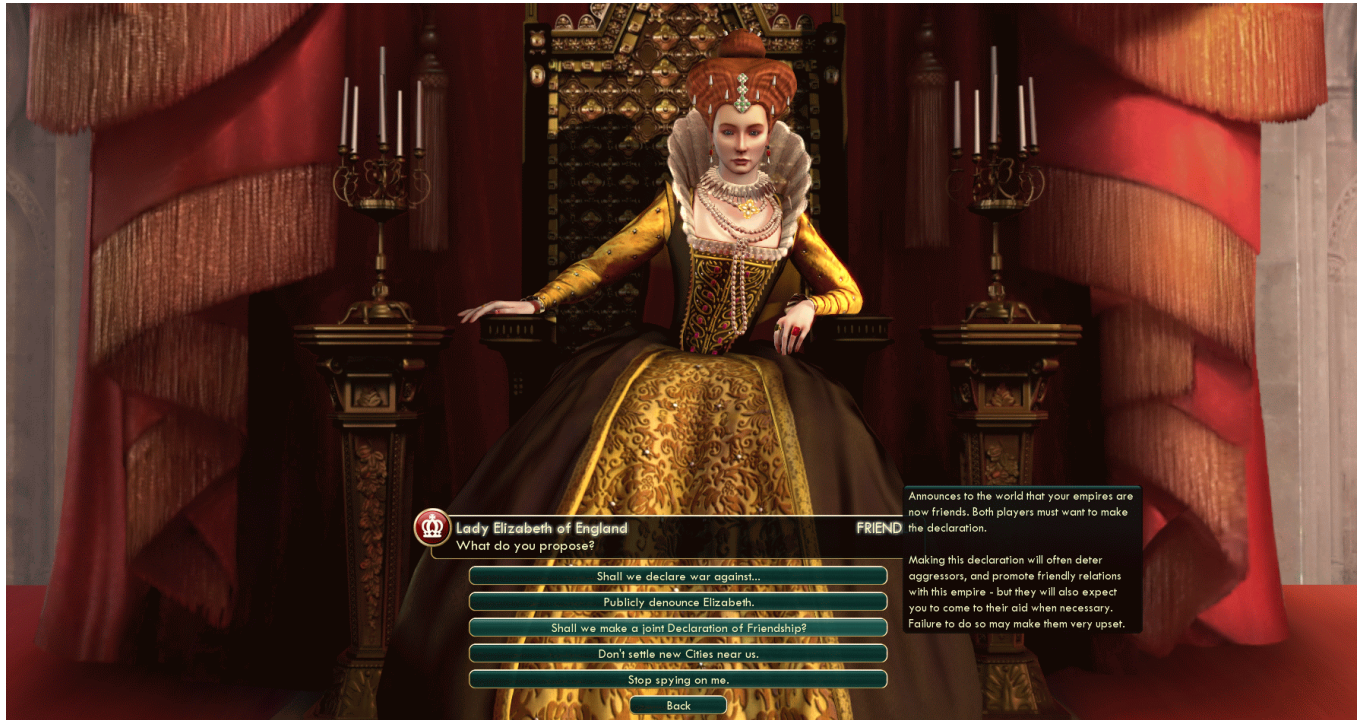 Lady Elizabeth of England
FRIEND
What do you propose?
Shall we declare war against...
Publicly denounce Elizabeth.
Shall we make a joint Declaration of Friendship?
Don't settle new Cities near us.
Stop spying on me.
Back
Announces to the world that your empires are
now friends. Both players must want to make
the declaration.
Making this declaration will often deter
aggressors, and promote friendly relations
with this empire - but they will also expect
you to come to their aid when necessary.
Failure to do so may make them very upset.